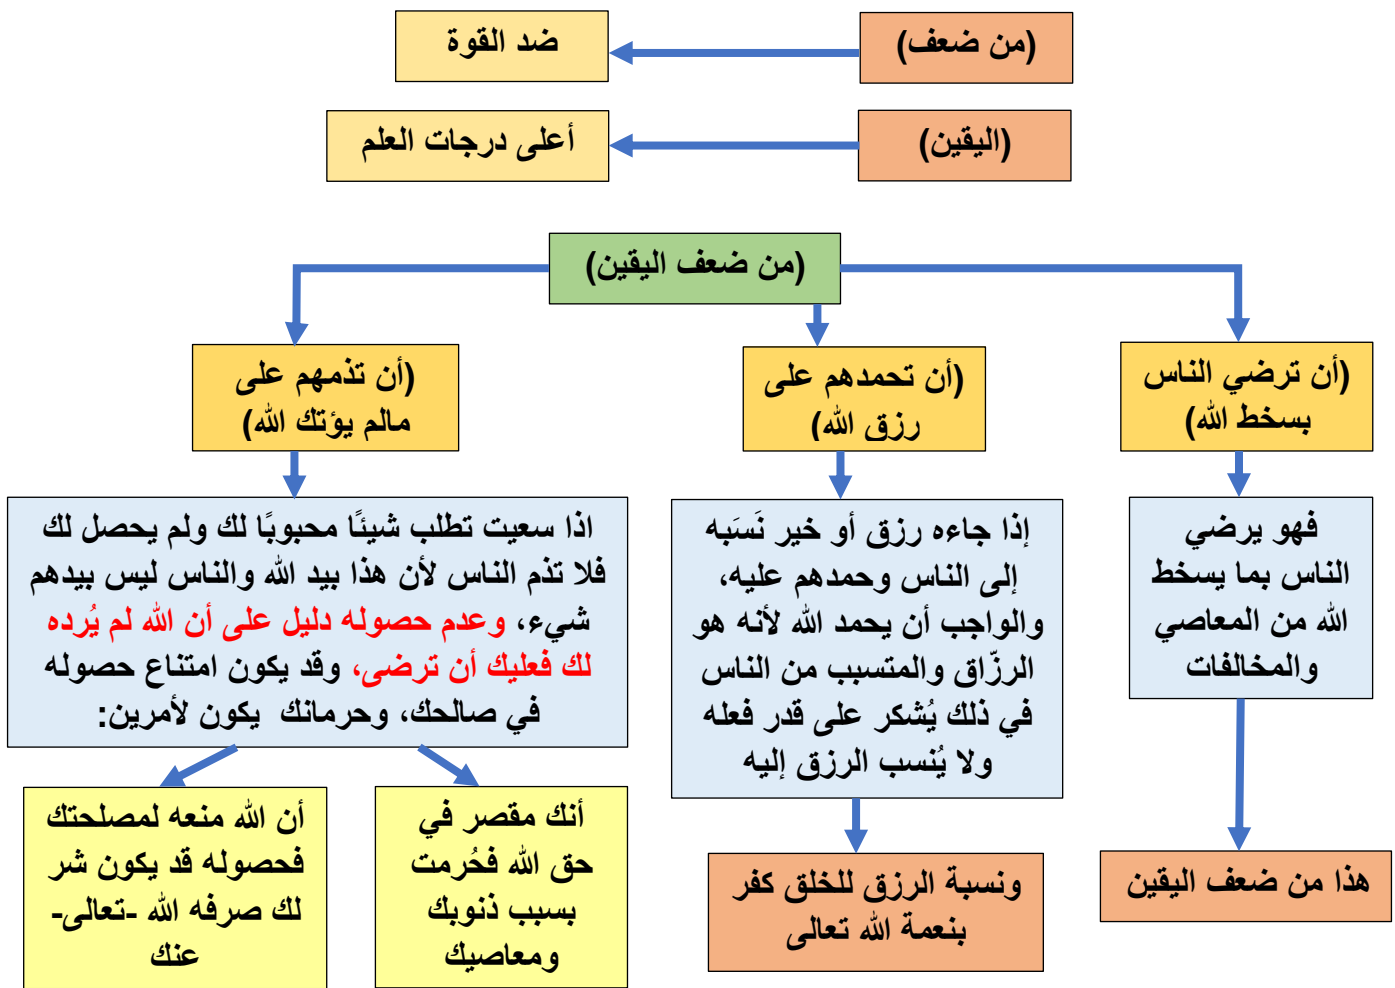 (من ضعف)
ضد القوة
(اليقين)
أعلى درجات العلم
(من ضعف اليقين)
(أن ترضي الناس
بسخط الله)
(أن تحمدهم على
رزق الله)
(أن تذمهم على
مالم يؤتك الله)
فهو يرضي
الناس بما يسخط
الله من المعاصي
والمخالفات
إذا جاءه رزق أو خير نَسَبه
إلى الناس وحمدهم عليه،
والواجب أن يحمد الله لأنه هو
الرزّاق والمتسبب من الناس
في ذلك يُشكر على قدر فعله
ولا يُنسب الرزق إليه
اذا سعيت تطلب شيئًا محبوبًا لك ولم يحصل لك
فلا تذم الناس لأن هذا بيد الله والناس ليس بيدهم
شيء، وعدم حصوله دليل على أن الله لم يُرده
لك فعليك أن ترضى، وقد يكون امتناع حصوله
في صالحك، وحرمانك يكون لأمرين:
هذا من ضعف اليقين
ونسبة الرزق للخلق كفر
بنعمة الله تعالى
أنك مقصر في
حق الله فحُرمت
بسبب ذنوبك
ومعاصيك
أن الله منعه لمصلحتك
فحصوله قد يكون شر
لك صرفه الله -تعالى-
عنك